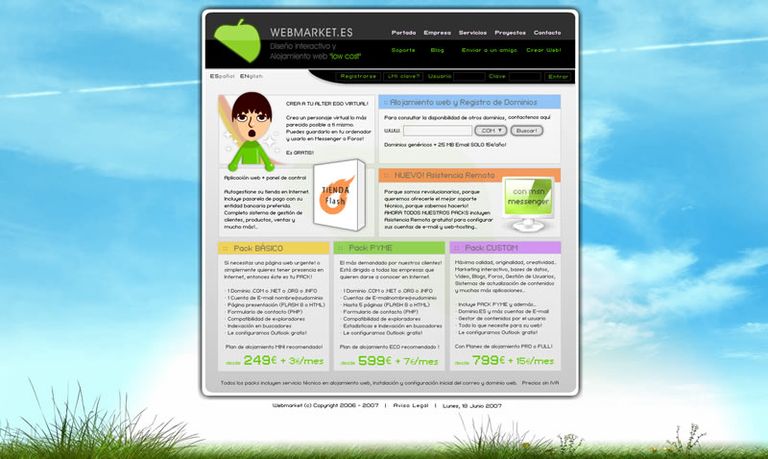 WEBMARKET.ES
Diseño Interactivo y
Alojamiento web "low cost"
Portada Empresa Servicios Proyectos Contacto
Soporte Blog Enviar a un amigo Crear Web!
ESpañol ENglish
Registrarse ¿Mi clave? Usuario Clave Entrar
CREA A TU ALTER EGO VIRTUAL!
Crea un personaje virtual lo más
parecido posible a ti mismo.
Puedes guardarlo en tu ordenador
y usarlo en Messenger o Foros!
Es GRATIS!
:: Alojamiento web y Registro de Dominios
Para consultar la disponibilidad de otros dominios, contactenos aquí
www. .COM Buscar!
Dominios genéricos + 25 MB Email SOLO 15€/año!
Aplicación web + panel de control
Autogestione su tienda en Internet.
Incluye pasarela de pago con su
entidad bancaria preferida.
Completo sistema de gestión de
clientes, productos, ventas y
mucho más!..
TIENDA
Flash
:: NUEVO! Asistencia Remota
Porque somos revolucionarios, porque
queremos ofrecerle el mejor soporte
técnico, porque sabemos hacerlo!
AHORA TODOS NUESTROS PACKS incluyen
Asistencia Remota gratuita! para configurar
sus cuentas de e-mail y web-hosting..
con msn
messenger
:: Pack BÁSICO
Si necesitas una página web urgente! o
simplemente quieres tener presencia en
Internet, entonces éste es tu PACK!
· 1 Dominio .COM o .NET o .ORG o .INFO
· 1 Cuenta de E-mail nombre@sudominio
· Página presentación (FLASH 8 o HTML)
· Formulario de contacto (PHP)
· Compatibilidad de exploradores
· Indexación en buscadores
· Le configuramos Outlook gratis!
Plan de alojamiento MINI recomendado!
desde 249€ + 3€/mes
:: Pack PYME
El más demandado por nuestros clientes!
Está dirigido a todas las empresas que
quieren darse a conocer en Internet.
· 1 Dominio .COM o .NET o .ORG o .INFO
· Cuentas de E-mail nombre@sudominio
· Hasta 5 páginas (FLASH 8 o HTML)
· Formulario de contacto (PHP)
· Compatibilidad de exploradores
· Estadísticas e Indexación en buscadores
· Le configuramos Outlook gratis!
Plan de alojamiento ECO recomendado !
desde 599€ + 7€/mes
:: Pack CUSTOM
Máxima calidad, originalidad, creatividad..
Marketing interactivo, bases de datos,
Video, Blogs, Foros, Gestión de Usuarios,
Sistemas de actualización de contenidos
y muchas más aplicaciones...
· Incluye PACK PYME y además...
· Dominio.ES y más cuentas de E-mail
· Gestor de contenidos por el usuario
· Todo lo que necesite para su web!
· Le configuramos Outlook gratis!
Con Planes de alojamiento PRO o FULL!
desde 799€ + 15€/mes
Todos los packs incluyen servicio técnico en alojamiento web, instalación y configuración inicial del correo y dominio web. Precios sin IVA
Webmarket (c) Copyright 2006 - 2007 | Aviso Legal | Lunes, 18 Junio 2007